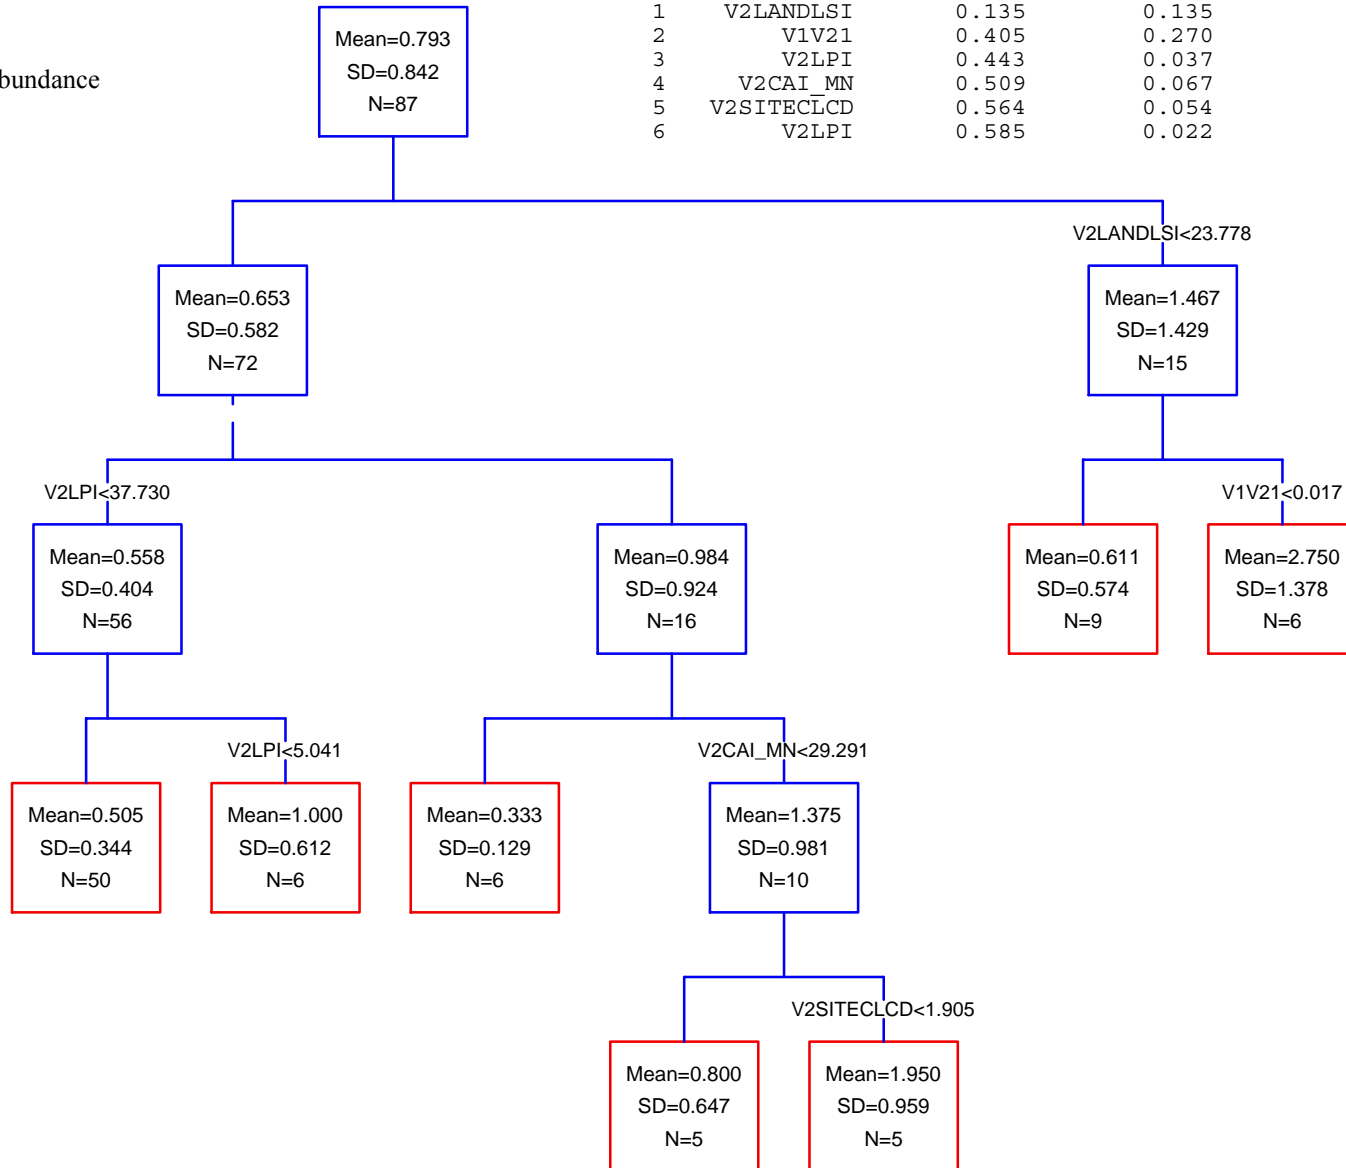 1 V2LANDLSI 0.135 0.135
2 V1V21 0.405 0.270
3 V2LPI 0.443 0.037
4 V2CAI_MN 0.509 0.067
5 V2SITECLCD 0.564 0.054
6 V2LPI 0.585 0.022
bundance
Mean=0.793
SD=0.842
N=87
V2LANDLSI<23.778
Mean=0.653
SD=0.582
N=72
Mean=1.467
SD=1.429
N=15
V2LPI<37.730
V1V21<0.017
Mean=0.558
SD=0.404
N=56
Mean=0.984
SD=0.924
N=16
Mean=0.611
SD=0.574
N=9
Mean=2.750
SD=1.378
N=6
V2LPI<5.041
V2CAI_MN<29.291
Mean=0.505
SD=0.344
N=50
Mean=1.000
SD=0.612
N=6
Mean=0.333
SD=0.129
N=6
Mean=1.375
SD=0.981
N=10
V2SITECLCD<1.905
Mean=0.800
SD=0.647
N=5
Mean=1.950
SD=0.959
N=5